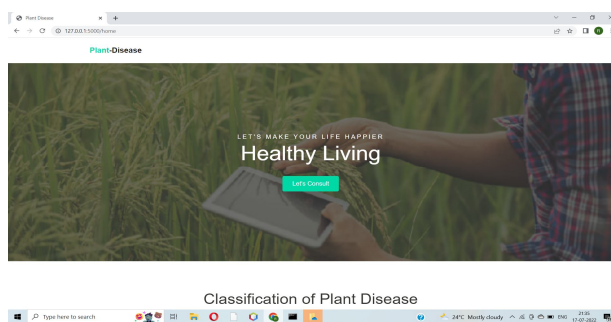 Plant Disease
127.0.0.1:5000/home
Plant-Disease
LET'S MAKE YOUR LIFE HAPPIER
Healthy Living
Let's Consult
Classification of Plant Disease
Type here to search
24°C Mostly cloudy
ENG
21:35
17-07-2022